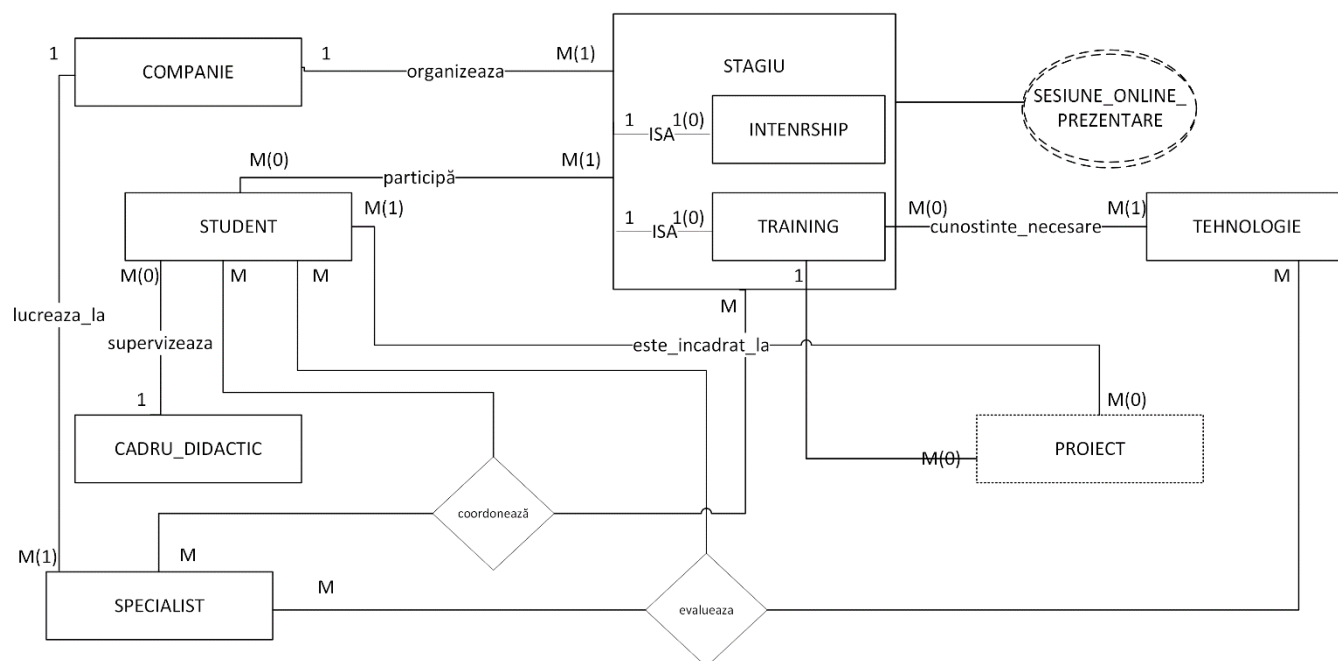 1
COMPANIE
1
organizeaza
M(1)
STAGIU
SESIUNE_ONLINE_
PREZENTARE
1
ISA
1(0)
INTENRSHIP
M(0)
participă
M(1)
STUDENT
M(1)
1
ISA
1(0)
TRAINING
M(0)
cunostinte_necesare
M(1)
TEHNOLOGIE
M(0)
M
M
1
M
M
lucreaza_la
supervizeaza
este_incadrat_la
1
M(0)
CADRU_DIDACTIC
PROIECT
M(0)
coordonează
M(1)
M
SPECIALIST
M
evalueaza